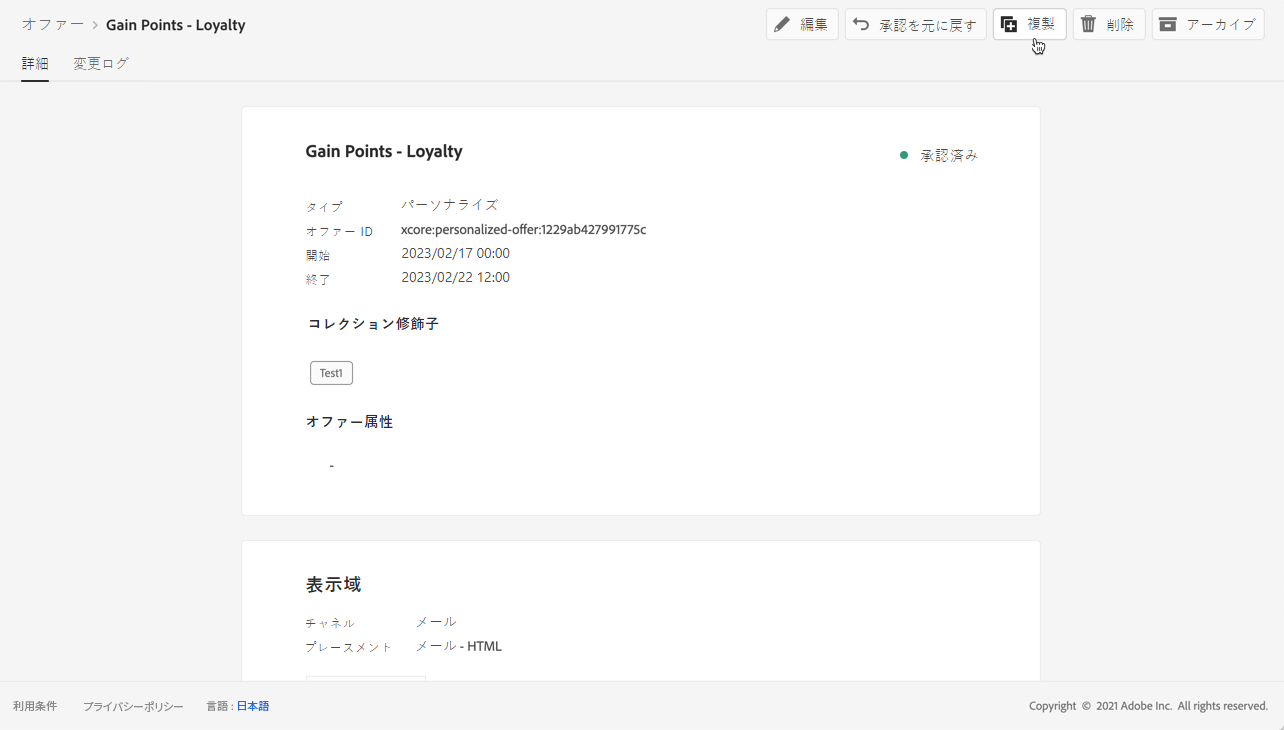 オファー > Gain Points - Loyalty
編集 承認を元に戻す 複製 削除 アーカイブ
詳細 変更ログ
Gain Points - Loyalty
承認済み
タイプ パーソナライズ
オファー ID xcore:personalized-offer:1229ab427991775c
開始 2023/02/17 00:00
終了 2023/02/22 12:00
コレクション修飾子
Test1
オファー属性
-
表示域
チャネル メール
プレースメント メール - HTML
利用条件 プライバシーポリシー 言語 : 日本語 Copyright © 2021 Adobe Inc. All rights reserved.